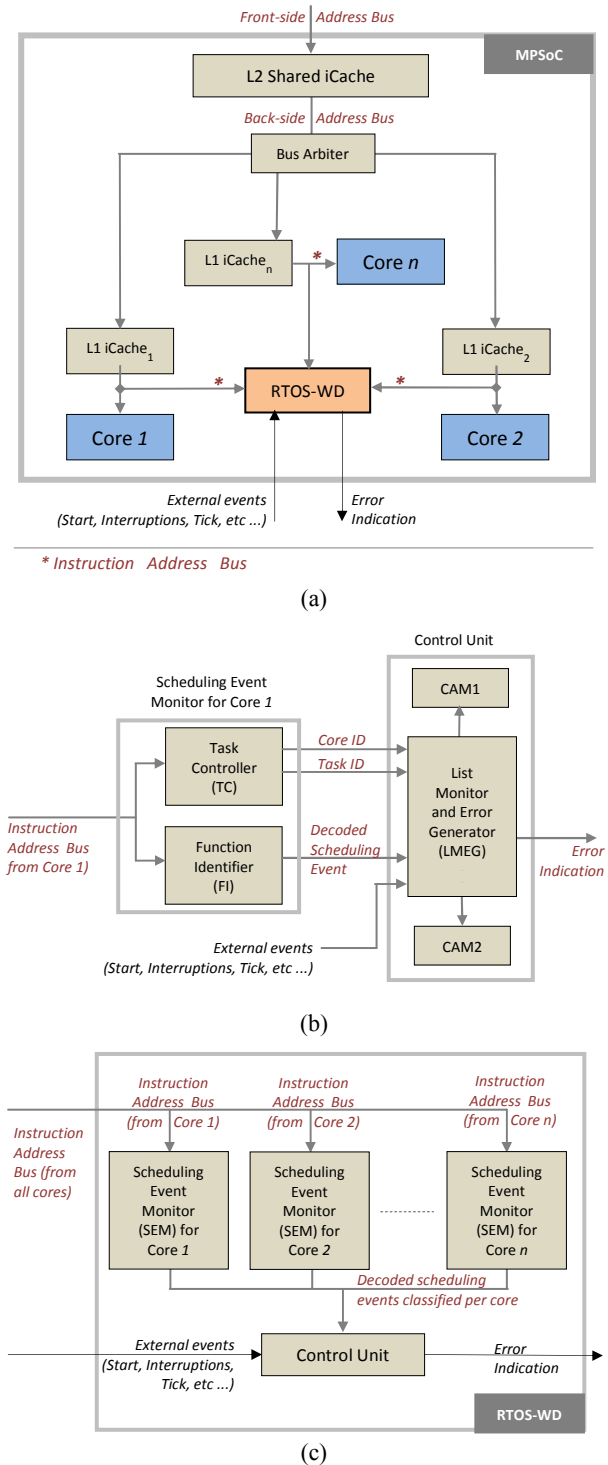 Front-side Address Bus
MPSoC
L2 Shared iCache
Back-side Address Bus
Bus Arbiter
L1 iCachen
*
Core n
L1 iCache1
L1 iCache2
*
RTOS-WD
*
Core 1
Core 2
External events
(Start, Interruptions, Tick, etc ...)
Error
Indication
* Instruction Address Bus
(a)
Control Unit
Scheduling Event
Monitor for Core 1
CAM1
Task
Controller
(TC)
Core ID
Task ID
List
Monitor
and Error
Generator
(LMEG)
Instruction
Address Bus
from Core 1)
Function
Identifier
(FI)
Decoded
Scheduling
Event
Error
Indication
External events
(Start, Interruptions, Tick, etc ...)
CAM2
(b)
Instruction
Address Bus
(from Core 1)
Instruction
Address Bus
(from Core 2)
Instruction
Address Bus
(from Core n)
Instruction
Address
Bus (from
all cores)
Scheduling
Event
Monitor
(SEM) for
Core 1
Scheduling
Event
Monitor
(SEM) for
Core 2
Scheduling
Event
Monitor
(SEM) for
Core n
Decoded scheduling
events classified per core
External events
(Start, Interruptions,
Tick, etc ...)
Control Unit
Error
Indication
RTOS-WD
(c)